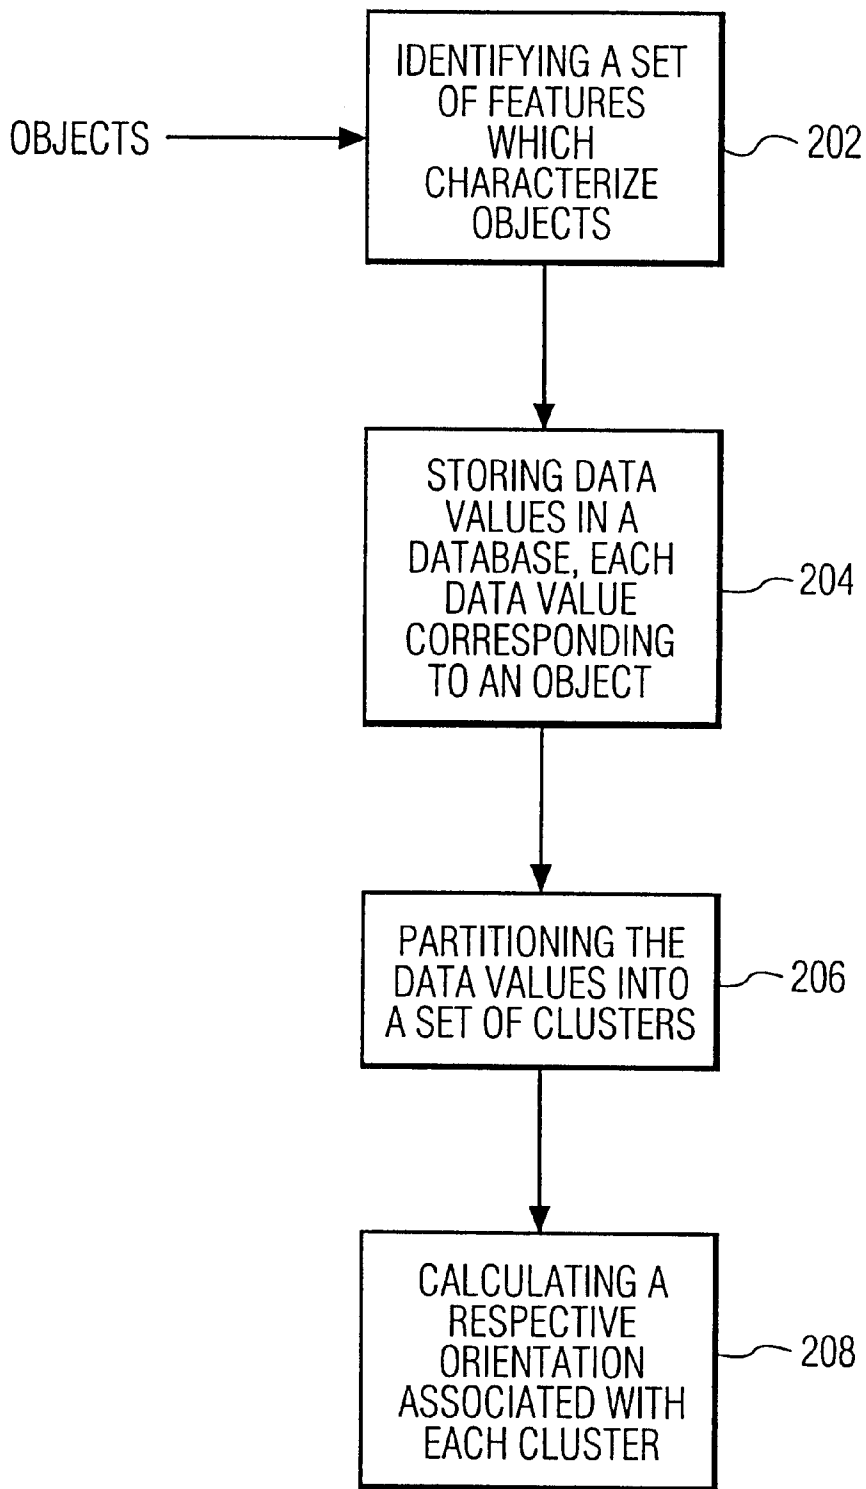 IDENTIFYING A SET
OF FEATURES
WHICH
CHARACTERIZE
OBJECTS
OBJECTS
202
STORING DATA
VALUES IN A
DATABASE, EACH
DATA VALUE
CORRESPONDING
TO AN OBJECT
204
PARTITIONING THE
DATA VALUES INTO
A SET OF CLUSTERS
206
CALCULATING A
RESPECTIVE
ORIENTATION
ASSOCIATED WITH
EACH CLUSTER
208